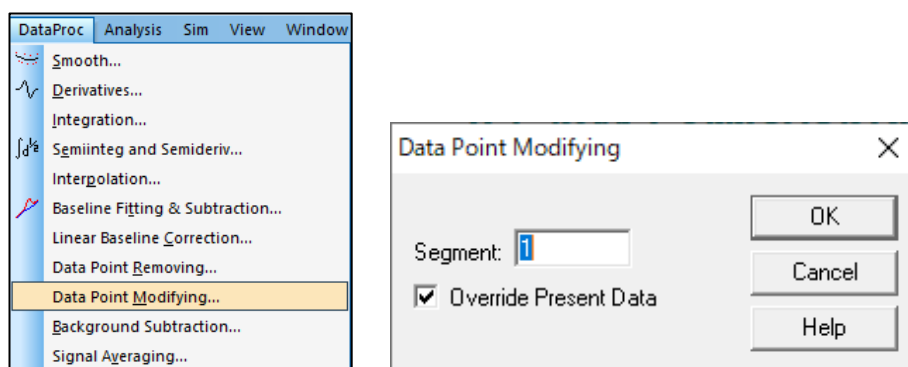 DataProc Analysis Sim View Window
Smooth...
Derivatives...
Integration...
Semiinteg and Semideriv...
Interpolation...
Baseline Fitting & Subtraction...
Linear Baseline Correction...
Data Point Removing...
Data Point Modifying...
Background Subtraction...
Signal Averaging...
Data Point Modifying
Segment: 1
Override Present Data
OK
Cancel
Help